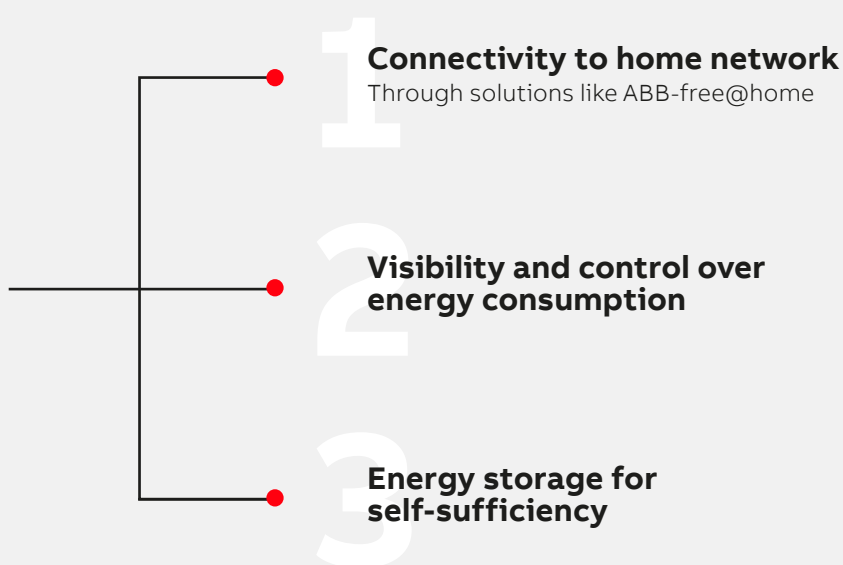 1
Connectivity to home network
Through solutions like ABB-free@home
2
Visibility and control over
energy consumption
3
Energy storage for
self-sufficiency